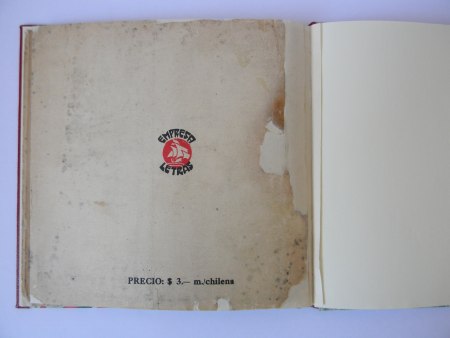 EMPRESA
LETRAS
PRECIO: $ 3.— m./chilena